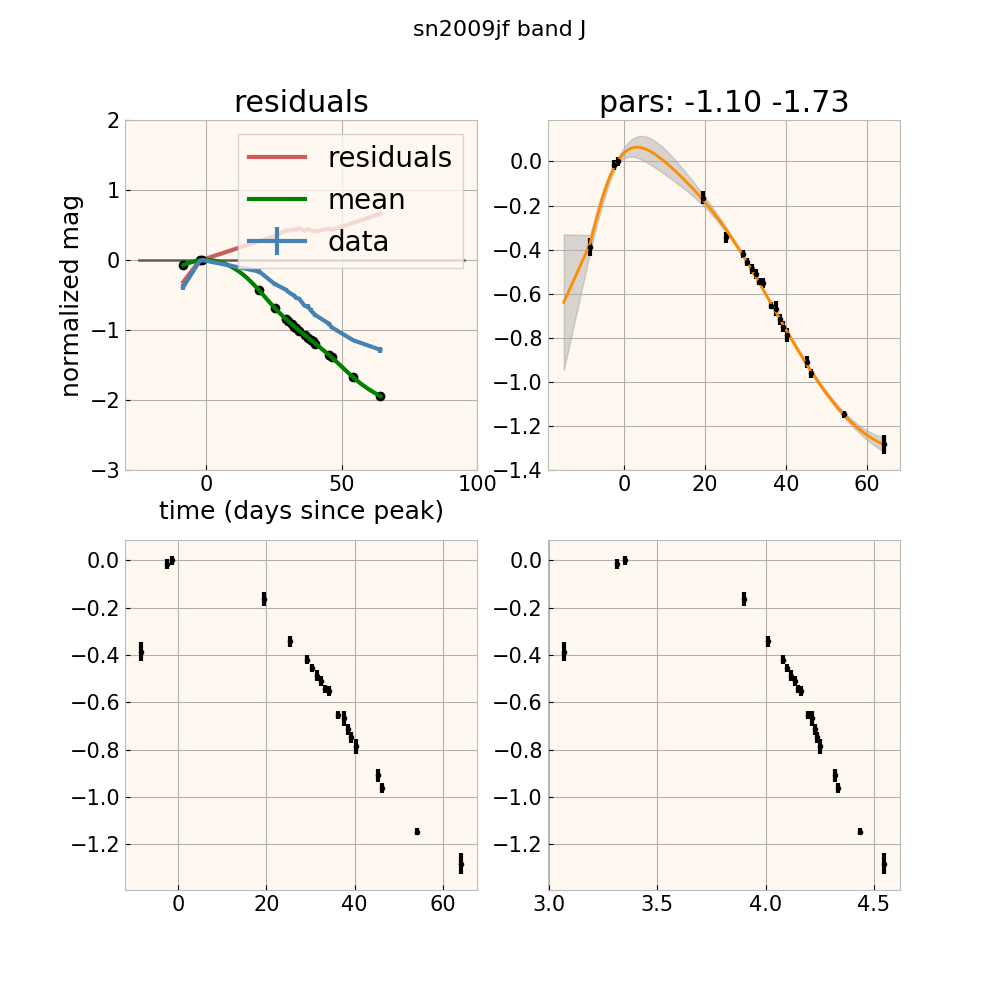 sn2009jf band J
residuals
pars: -1.10 -1.73
normalized mag
2
1
0
−1
−2
−3
residuals
mean
data
0 50 100
time (days since peak)
0.0
−0.2
−0.4
−0.6
−0.8
−1.0
−1.2
−1.4
0 20 40 60
0.0
−0.2
−0.4
−0.6
−0.8
−1.0
−1.2
0 20 40 60
0.0
−0.2
−0.4
−0.6
−0.8
−1.0
−1.2
3.0 3.5 4.0 4.5